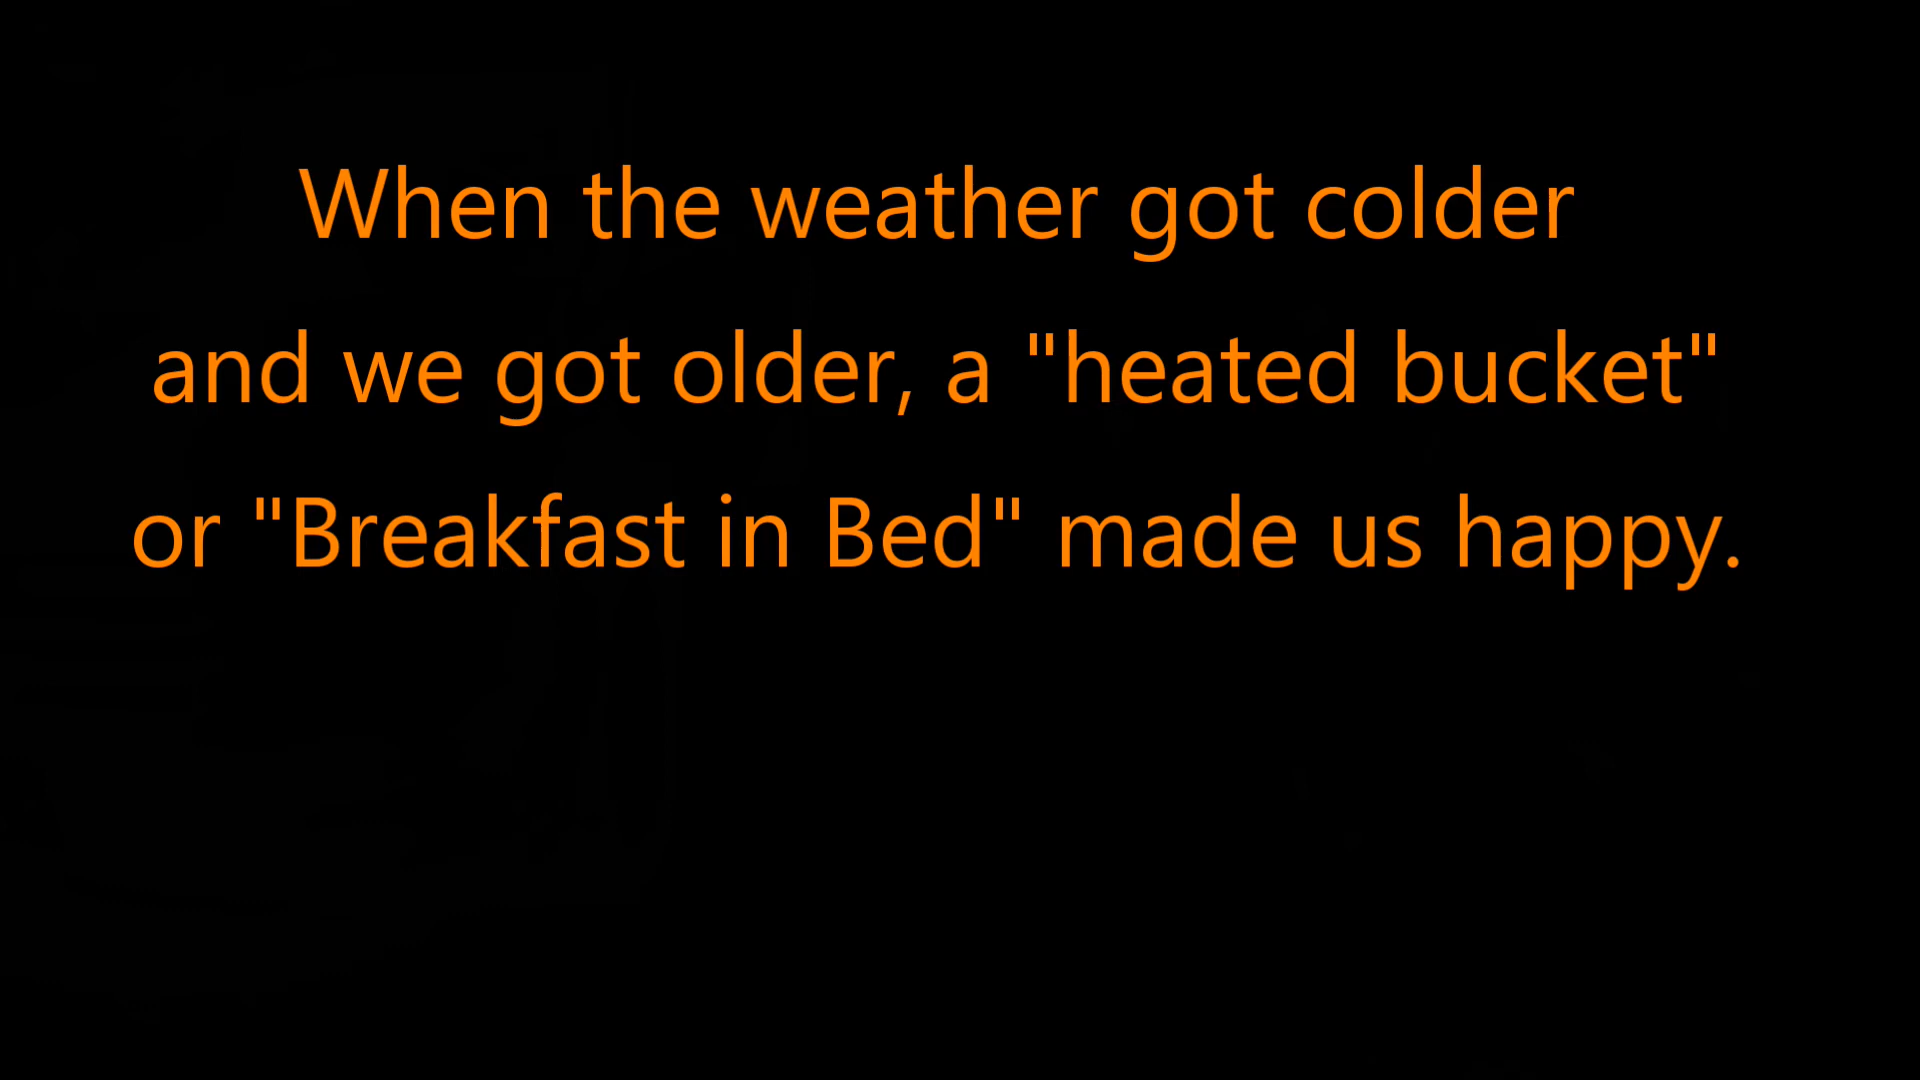 When the weather got colder
and we got older, a "heated bucket"
or "Breakfast in Bed" made us happy.